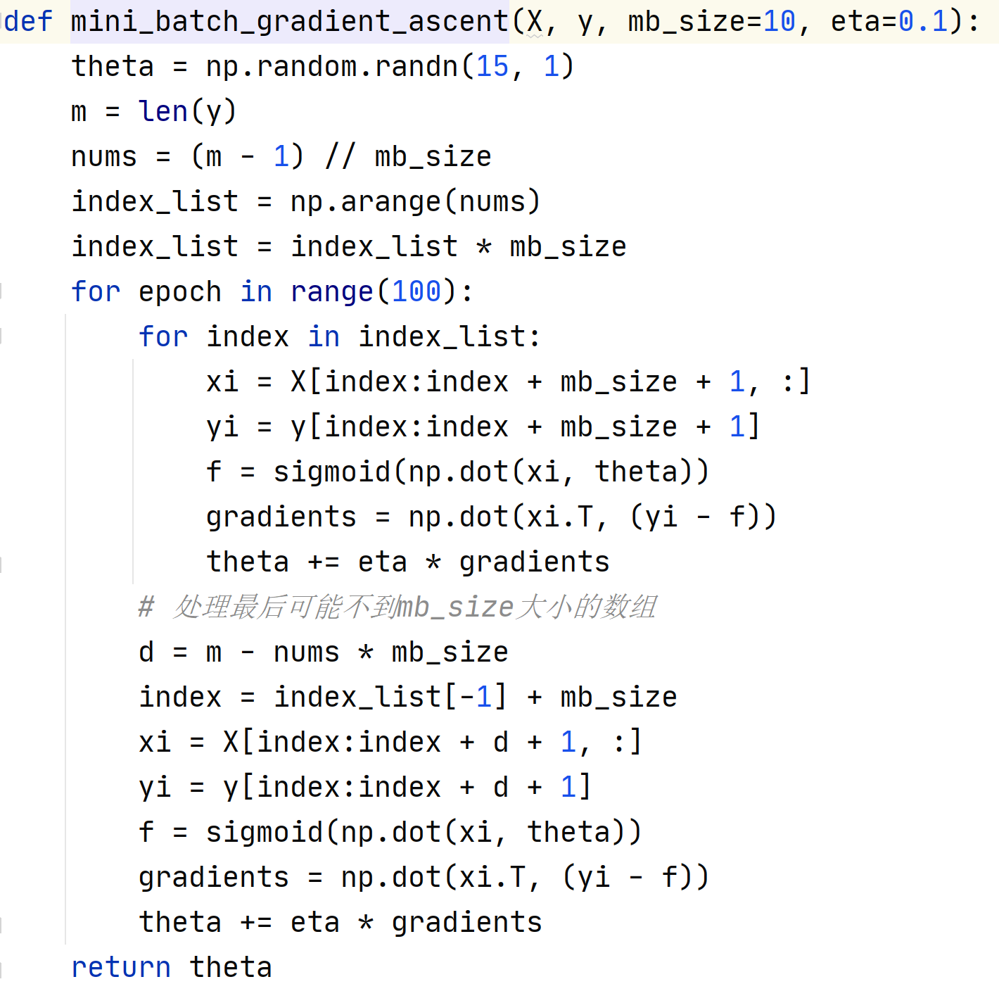 def mini_batch_gradient_ascent(X, y, mb_size=10, eta=0.1):
    theta = np.random.randn(15, 1)
    m = len(y)
    nums = (m - 1) // mb_size
    index_list = np.arange(nums)
    index_list = index_list * mb_size
    for epoch in range(100):
        for index in index_list:
            xi = X[index:index + mb_size + 1, :]
            yi = y[index:index + mb_size + 1]
            f = sigmoid(np.dot(xi, theta))
            gradients = np.dot(xi.T, (yi - f))
            theta += eta * gradients
        # 处理最后可能不到mb_size大小的数组
        d = m - nums * mb_size
        index = index_list[-1] + mb_size
        xi = X[index:index + d + 1, :]
        yi = y[index:index + d + 1]
        f = sigmoid(np.dot(xi, theta))
        gradients = np.dot(xi.T, (yi - f))
        theta += eta * gradients
    return theta